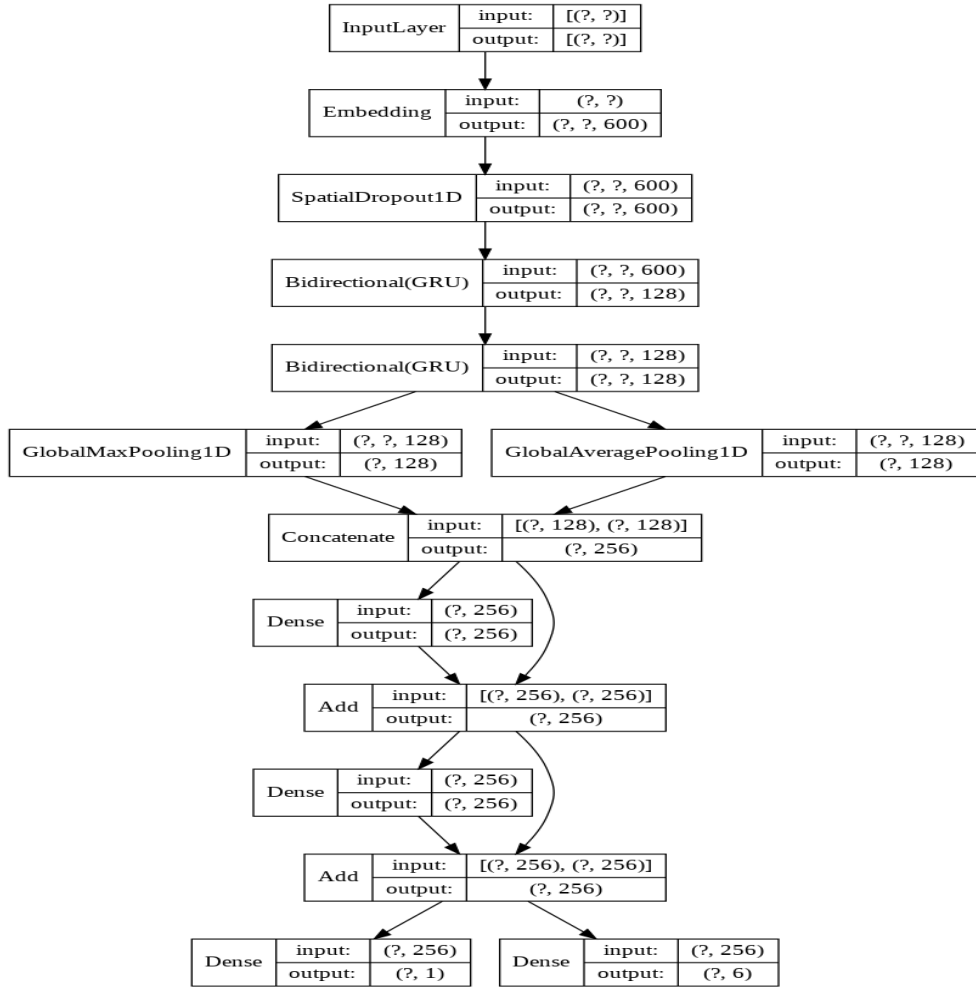 InputLayer input: [(?, ?)]
output: [(?, ?)]
Embedding input: (?, ?)
output: (?, ?, 600)
SpatialDropout1D input: (?, ?, 600)
output: (?, ?, 600)
Bidirectional(GRU) input: (?, ?, 600)
output: (?, ?, 128)
Bidirectional(GRU) input: (?, ?, 128)
output: (?, ?, 128)
GlobalMaxPooling1D input: (?, ?, 128)
output: (?, 128)
GlobalAveragePooling1D input: (?, ?, 128)
output: (?, 128)
Concatenate input: [(?, 128), (?, 128)]
output: (?, 256)
Dense input: (?, 256)
output: (?, 256)
Add input: [(?, 256), (?, 256)]
output: (?, 256)
Dense input: (?, 256)
output: (?, 256)
Add input: [(?, 256), (?, 256)]
output: (?, 256)
Dense input: (?, 256)
output: (?, 1)
Dense input: (?, 256)
output: (?, 6)